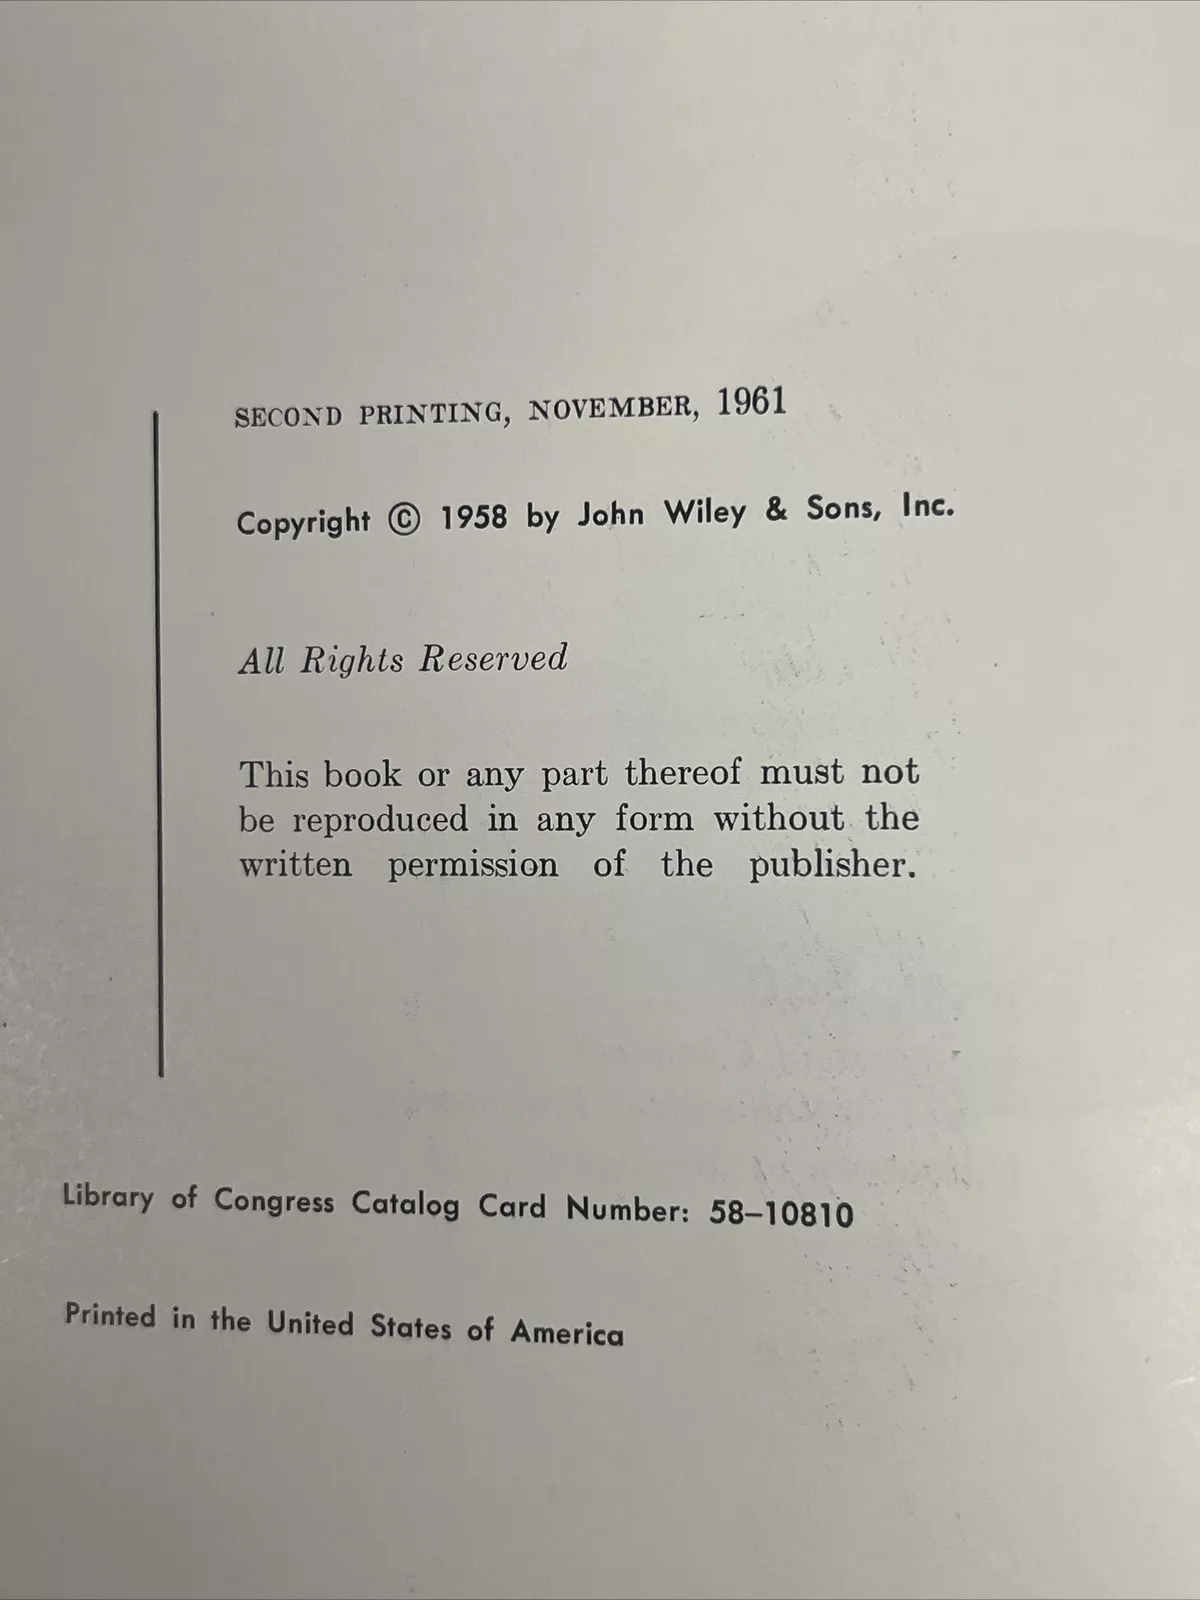 SECOND PRINTING, NOVEMBER, 1961
Copyright © 1958 by John Wiley & Sons, Inc.
All Rights Reserved
This book or any part thereof must not
be reproduced in any form without the
written permission of the publisher.
Library of Congress Catalog Card Number: 58–10810
Printed in the United States of America